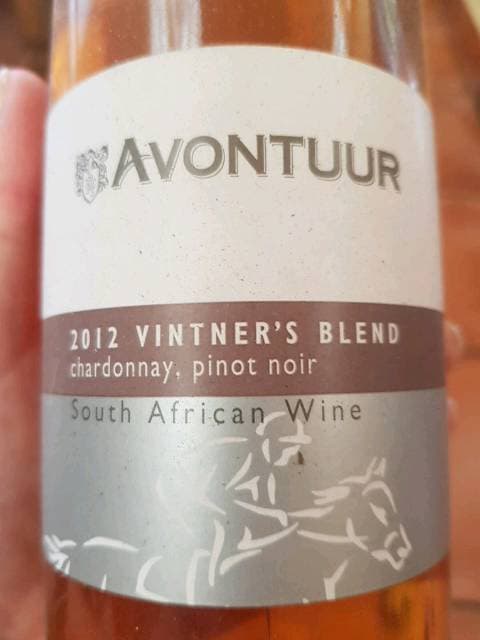 AVONTUUR
2012 VINTNER'S BLEND
chardonnay, pinot noir
South African Wine